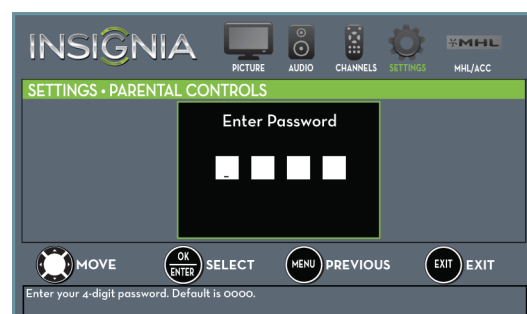 INSIGNIA
PICTURE AUDIO CHANNELS SETTINGS MHL MHL/ACC
SETTINGS • PARENTAL CONTROLS
Enter Password
_
MOVE OK ENTER SELECT MENU PREVIOUS EXIT EXIT
Enter your 4-digit password. Default is 0000.